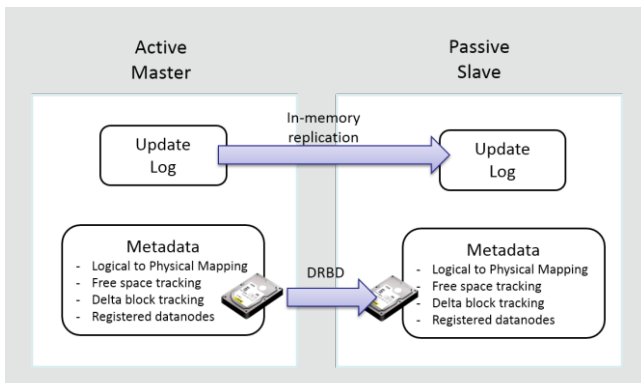 Active
Master
Passive
Slave
In-memory
replication
Update
Log
Update
Log
Metadata
- Logical to Physical Mapping
- Free space tracking
- Delta block tracking
- Registered datanodes
DRBD
Metadata
- Logical to Physical Mapping
- Free space tracking
- Delta block tracking
- Registered datanodes